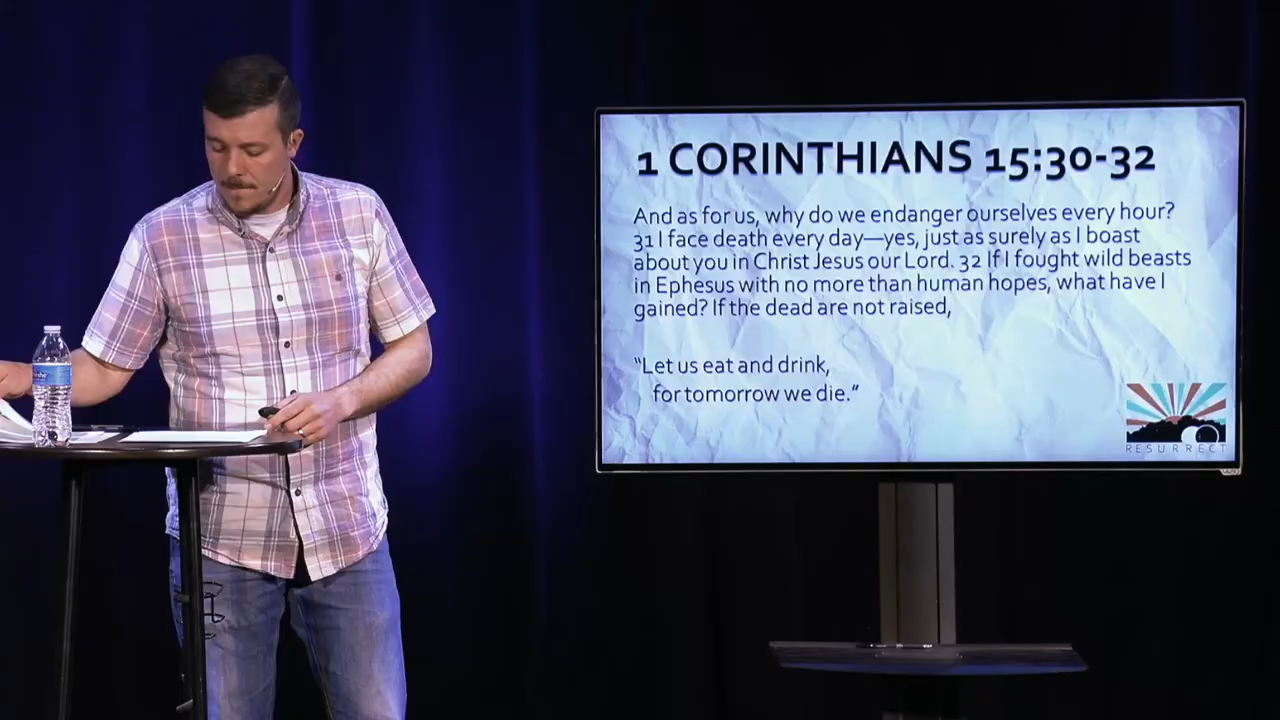 1 CORINTHIANS 15:30-32
And as for us, why do we endanger ourselves every hour?
31 I face death every day—yes, just as surely as I boast
about you in Christ Jesus our Lord. 32 If I fought wild beasts
in Ephesus with no more than human hopes, what have I
gained? If the dead are not raised,
"Let us eat and drink,
for tomorrow we die."
RESURRECT